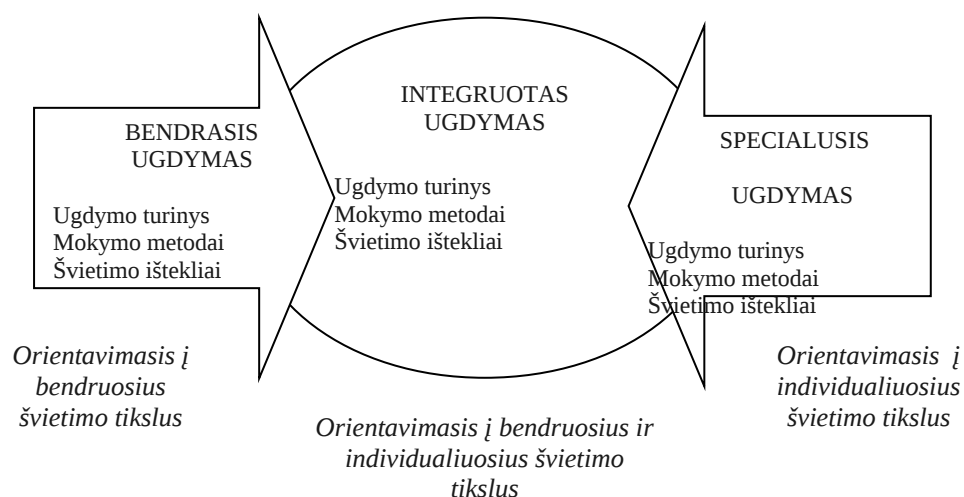 BENDRASIS
UGDYMAS
Ugdymo turinys
Mokymo metodai
Švietimo ištekliai
Orientavimasis į
bendruosius
švietimo tikslus
INTEGRUOTAS
UGDYMAS
Ugdymo turinys
Mokymo metodai
Švietimo ištekliai
Orientavimasis į bendruosius ir
individualiuosius švietimo
tikslus
SPECIALUSIS
UGDYMAS
Ugdymo turinys
Mokymo metodai
Švietimo ištekliai
Orientavimasis į
individualiuosius
švietimo tikslus